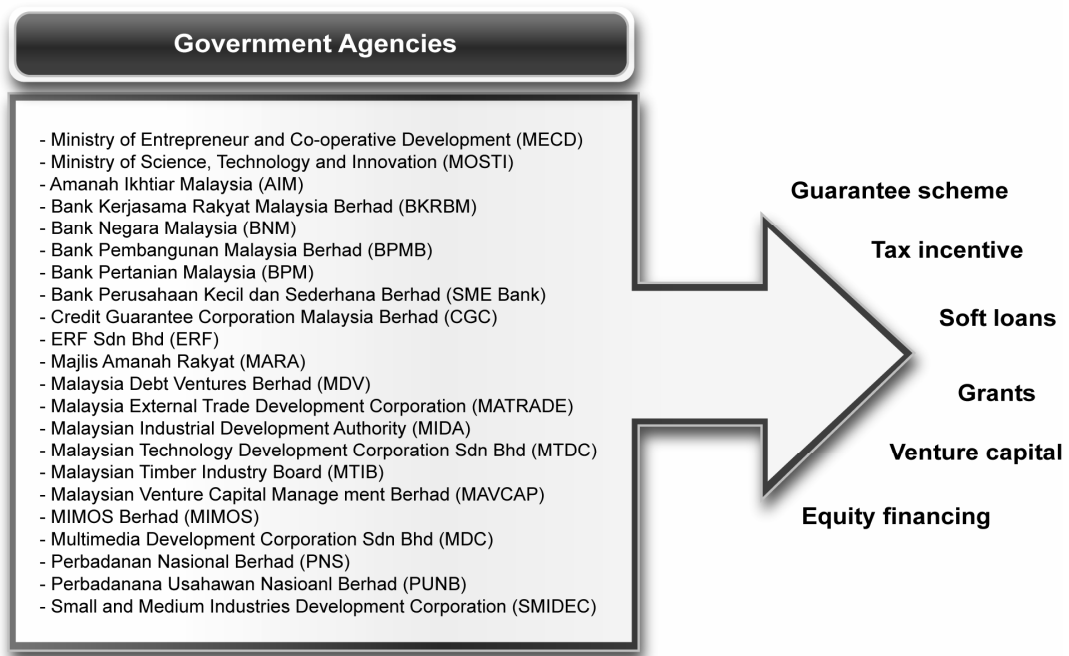 Government Agencies
- Ministry of Entrepreneur and Co-operative Development (MECD)
- Ministry of Science, Technology and Innovation (MOSTI)
- Amanah Ikhtiar Malaysia (AIM)
- Bank Kerjasama Rakyat Malaysia Berhad (BKRBM)
- Bank Negara Malaysia (BNM)
- Bank Pembangunan Malaysia Berhad (BPMB)
- Bank Pertanian Malaysia (BPM)
- Bank Perusahaan Kecil dan Sederhana Berhad (SME Bank)
- Credit Guarantee Corporation Malaysia Berhad (CGC)
- ERF Sdn Bhd (ERF)
- Majlis Amanah Rakyat (MARA)
- Malaysia Debt Ventures Berhad (MDV)
- Malaysia External Trade Development Corporation (MATRADE)
- Malaysian Industrial Development Authority (MIDA)
- Malaysian Technology Development Corporation Sdn Bhd (MTDC)
- Malaysian Timber Industry Board (MTIB)
- Malaysian Venture Capital Manage ment Berhad (MAVCAP)
- MIMOS Berhad (MIMOS)
- Multimedia Development Corporation Sdn Bhd (MDC)
- Perbadanan Nasional Berhad (PNS)
- Perbadanana Usahawan Nasioanl Berhad (PUNB)
- Small and Medium Industries Development Corporation (SMIDEC)
Guarantee scheme
Tax incentive
Soft loans
Grants
Venture capital
Equity financing